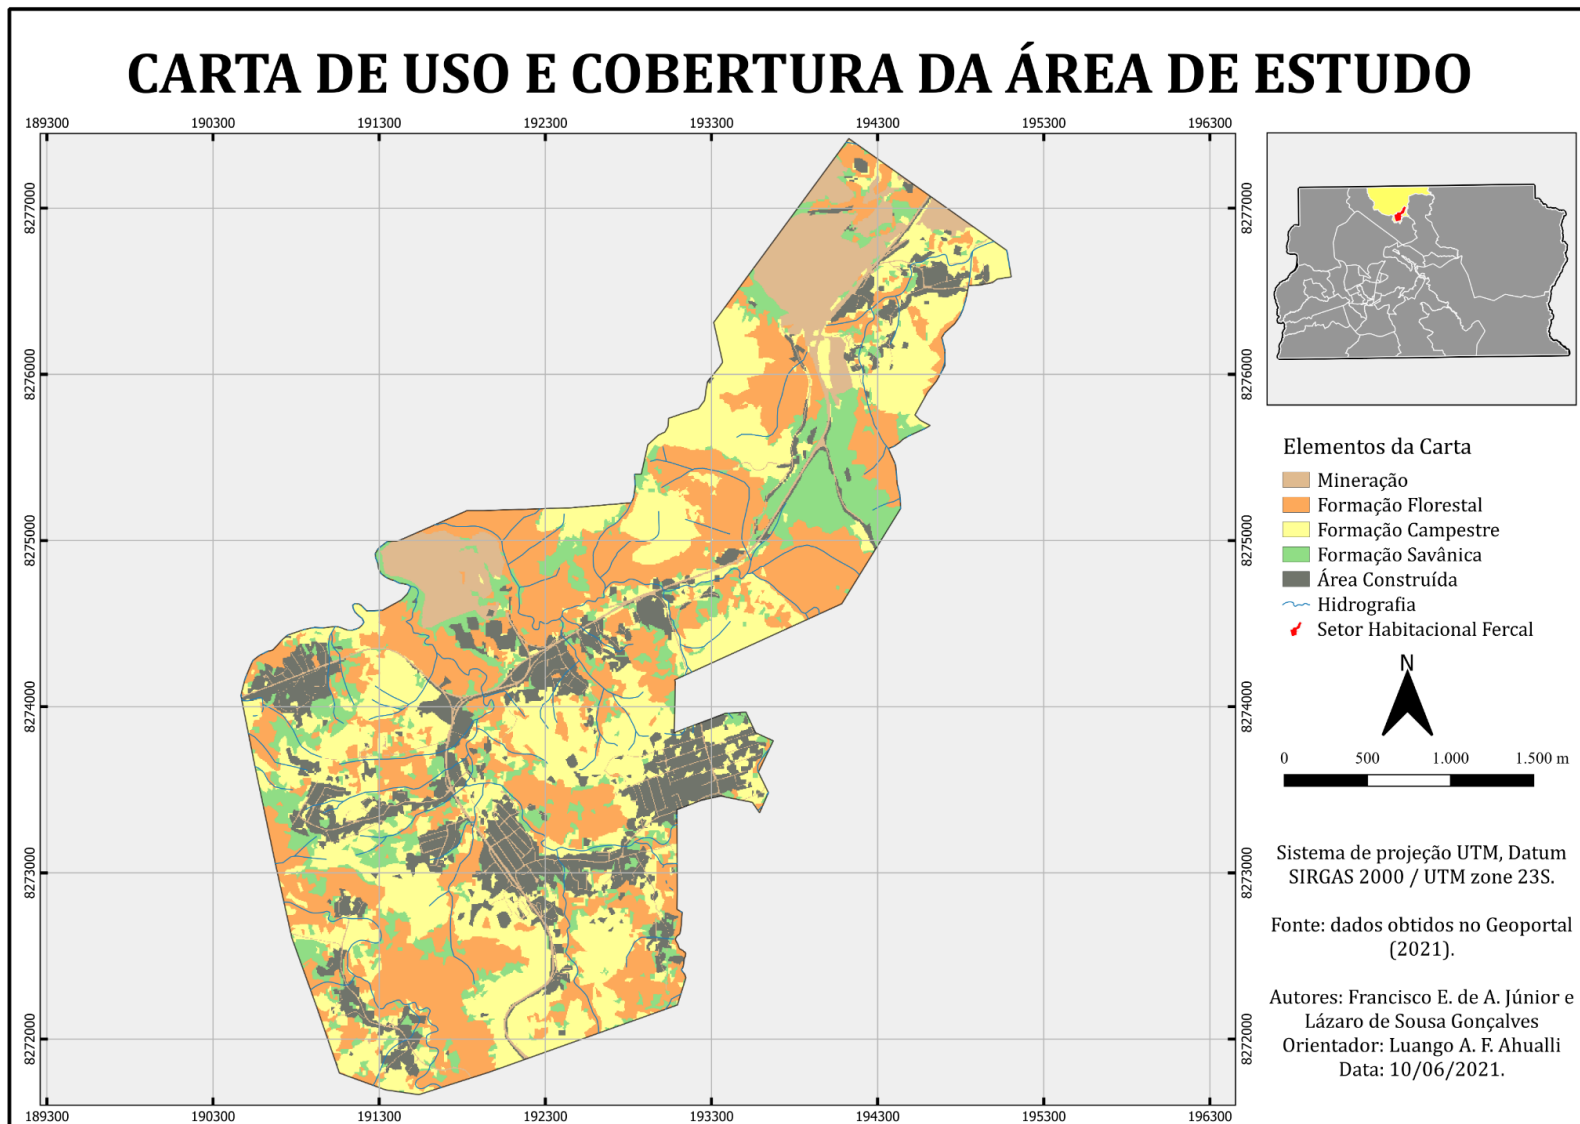 CARTA DE USO E COBERTURA DA ÁREA DE ESTUDO
189300 190300 191300 192300 193300 194300 195300 196300
8277000 8277000
8276000 8276000
8275000 8275000
8274000 8274000
8273000 8273000
8272000 8272000
189300 190300 191300 192300 193300 194300 195300 196300
Elementos da Carta
Mineração
Formação Florestal
Formação Campestre
Formação Savânica
Área Construída
Hidrografia
Setor Habitacional Fercal
N
0 500 1.000 1.500 m
Sistema de projeção UTM, Datum
SIRGAS 2000 / UTM zone 23S.
Fonte: dados obtidos no Geoportal
(2021).
Autores: Francisco E. de A. Júnior e
Lázaro de Sousa Gonçalves
Orientador: Luango A. F. Ahualli
Data: 10/06/2021.